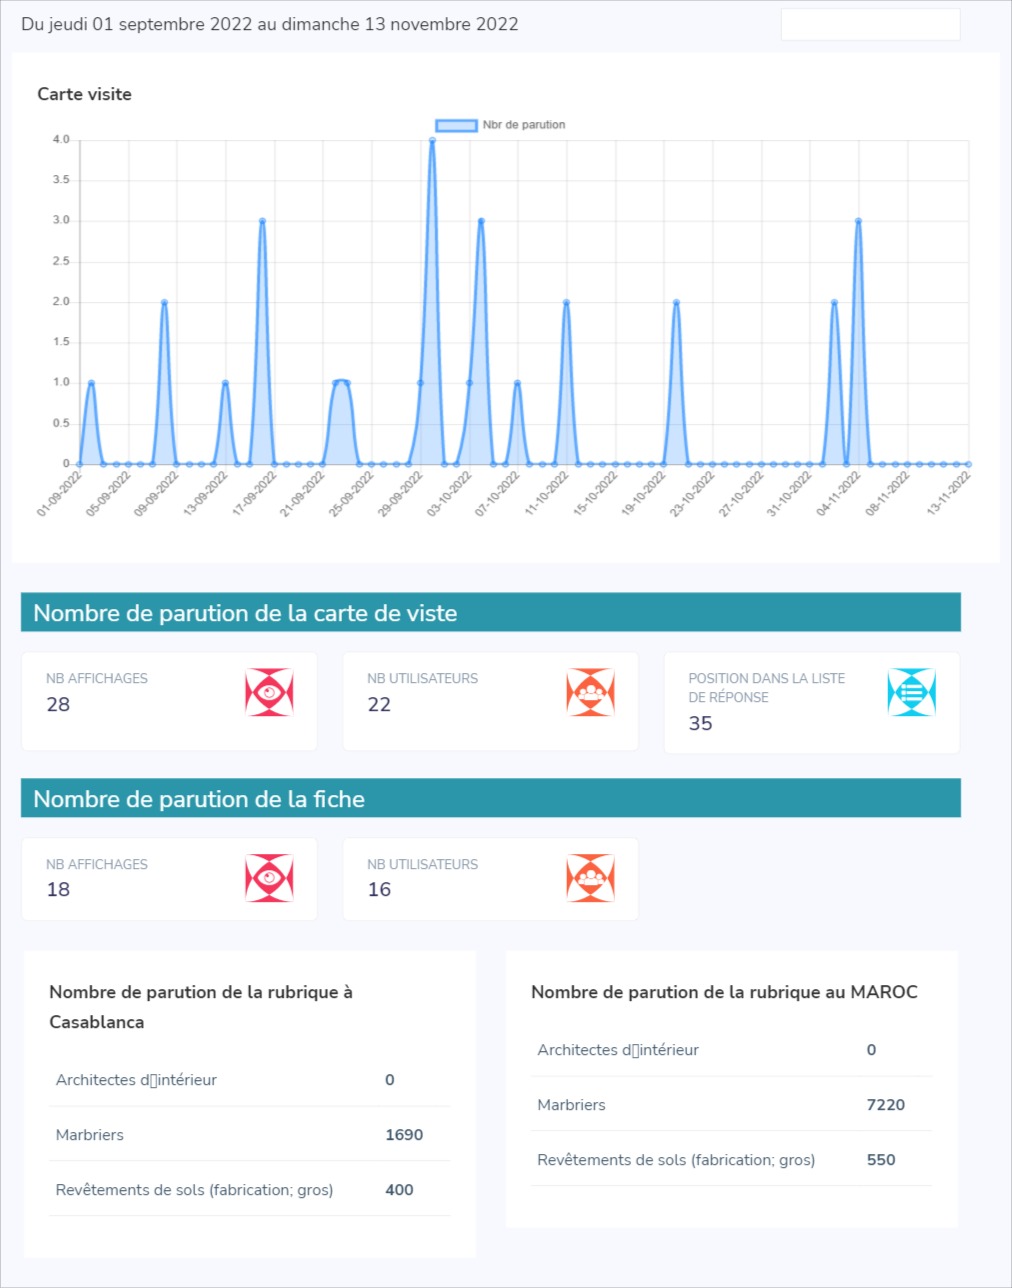 Du jeudi 01 septembre 2022 au dimanche 13 novembre 2022
Carte visite
Nbr de parution
4.0
3.5
3.0
2.5
2.0
1.5
1.0
0.5
0
01-09-2022
05-09-2022
09-09-2022
13-09-2022
17-09-2022
21-09-2022
25-09-2022
29-09-2022
03-10-2022
07-10-2022
11-10-2022
15-10-2022
19-10-2022
23-10-2022
27-10-2022
31-10-2022
04-11-2022
08-11-2022
13-11-2022
Nombre de parution de la carte de viste
NB AFFICHAGES
28
NB UTILISATEURS
22
POSITION DANS LA LISTE
DE RÉPONSE
35
Nombre de parution de la fiche
NB AFFICHAGES
18
NB UTILISATEURS
16
Nombre de parution de la rubrique à
Casablanca
Architectes d▯intérieur 0
Marbriers 1690
Revêtements de sols (fabrication; gros) 400
Nombre de parution de la rubrique au MAROC
Architectes d▯intérieur 0
Marbriers 7220
Revêtements de sols (fabrication; gros) 550